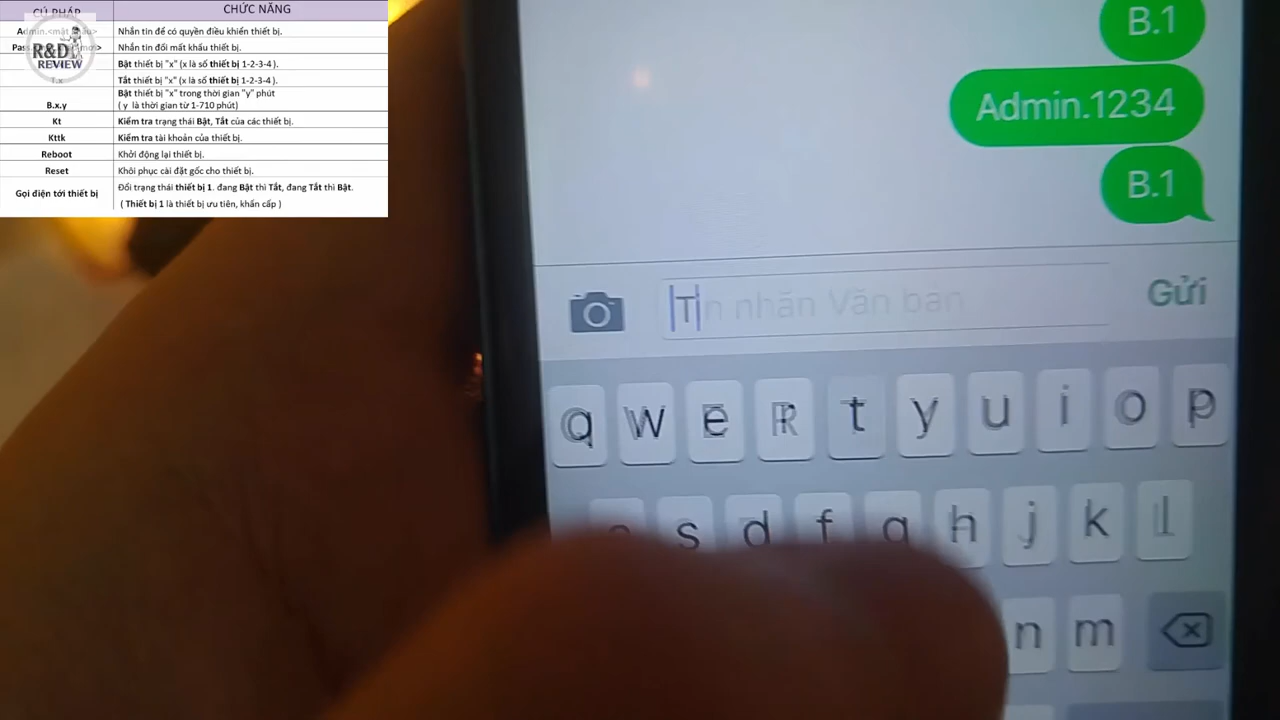 CÚ PHÁP CHỨC NĂNG
Nhắn tin để có quyền điều khiển thiết bị.
Nhắn tin đổi mất khẩu thiết bị.
Bật thiết bị "x" (x là số thiết bị 1-2-3-4).
T.x Tắt thiết bị "x" (x là số thiết bị 1-2-3-4).
Bật thiết bị "x" trong thời gian "y" phút
B.x.y ( y là thời gian từ 1-710 phút)
Kt Kiểm tra trạng thái Bật, Tắt của các thiết bị.
Kttk Kiểm tra tài khoản của thiết bị.
Reboot Khởi động lại thiết bị.
Reset Khôi phục cài đặt gốc cho thiết bị.
Gọi điện tới thiết bị Đổi trạng thái thiết bị 1. đang Bật thì Tắt, đang Tắt thì Bật.
( Thiết bị 1 là thiết bị ưu tiên, khẩn cấp )
R&D
REVIEW
B.1
Admin.1234
B.1
Tin nhắn Văn bản
Gửi
q w e r t y u i o p
s d f g h j k l
n m